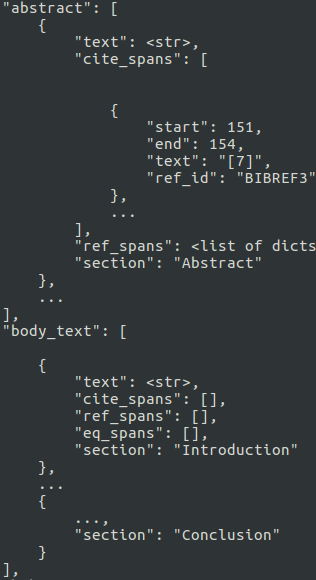 "abstract": [
{
"text": <str>,
"cite_spans": [
{
"start": 151,
"end": 154,
"text": "[7]",
"ref_id": "BIBREF3"
},
...
],
"ref_spans": <list of dicts
"section": "Abstract"
},
...
],
"body_text": [
{
"text": <str>,
"cite_spans": [],
"ref_spans": [],
"eq_spans": [],
"section": "Introduction"
},
...
{
...,
"section": "Conclusion"
}
],